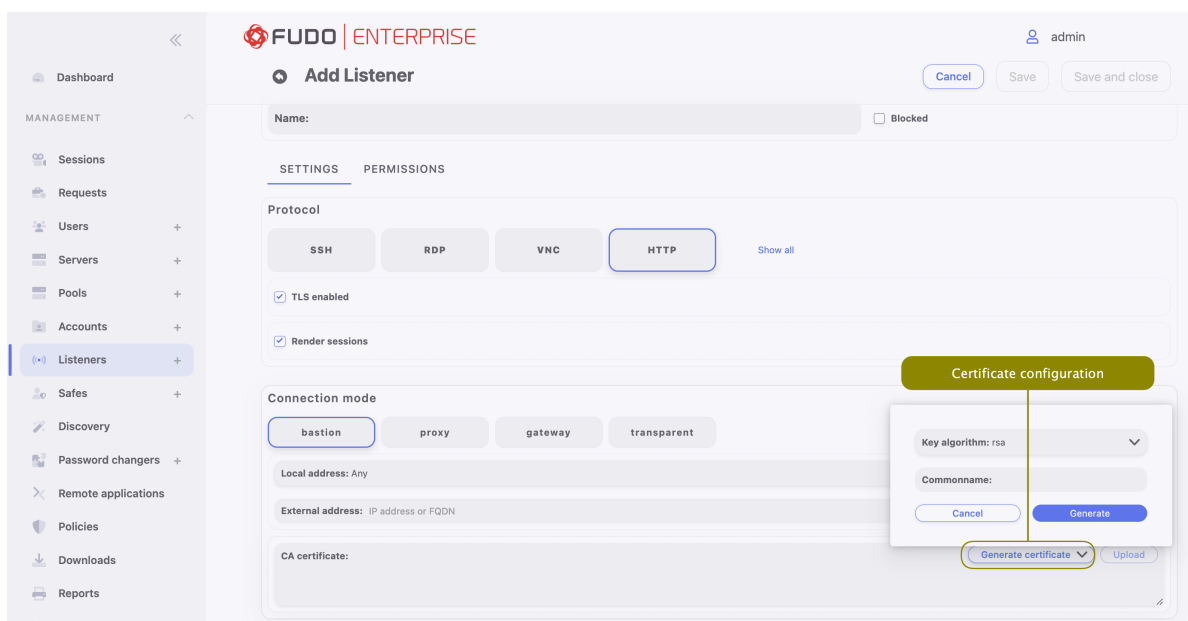 FUDO ENTERPRISE
admin
Dashboard
Add Listener
Cancel
Save
Save and close
MANAGEMENT
Name:
Blocked
Sessions
SETTINGS
PERMISSIONS
Requests
Protocol
Users +
SSH
RDP
VNC
HTTP
Show all
Servers +
Pools +
TLS enabled
Accounts +
Render sessions
Listeners +
Certificate configuration
Safes +
Connection mode
Discovery
bastion
proxy
gateway
transparent
Key algorithm: rsa
Password changers +
Local address: Any
Commonname:
Remote applications
External address: IP address or FQDN
Cancel
Generate
Policies
CA certificate:
Generate certificate
Upload
Downloads
Reports